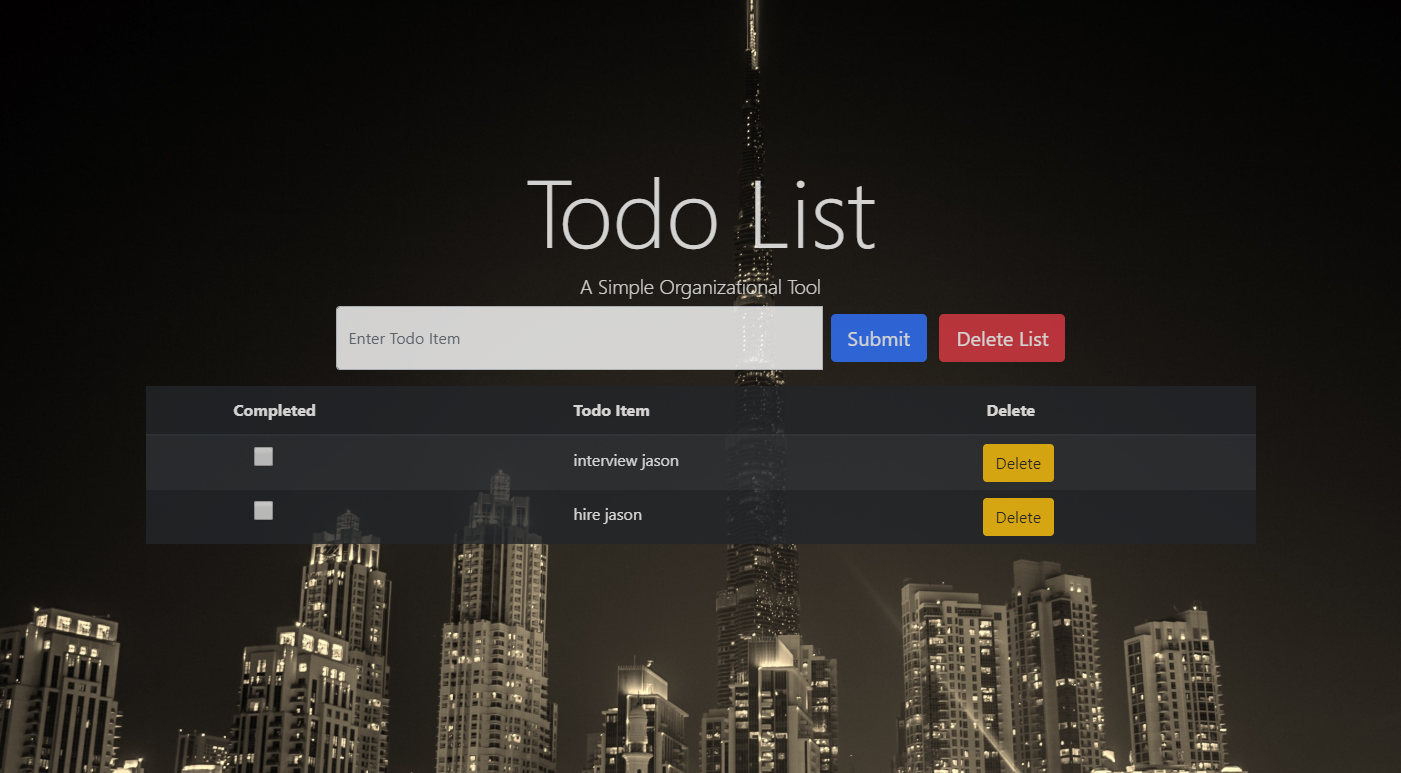 Todo List
A Simple Organizational Tool
Enter Todo Item Submit Delete List
Completed Todo Item Delete
interview jason Delete
hire jason Delete